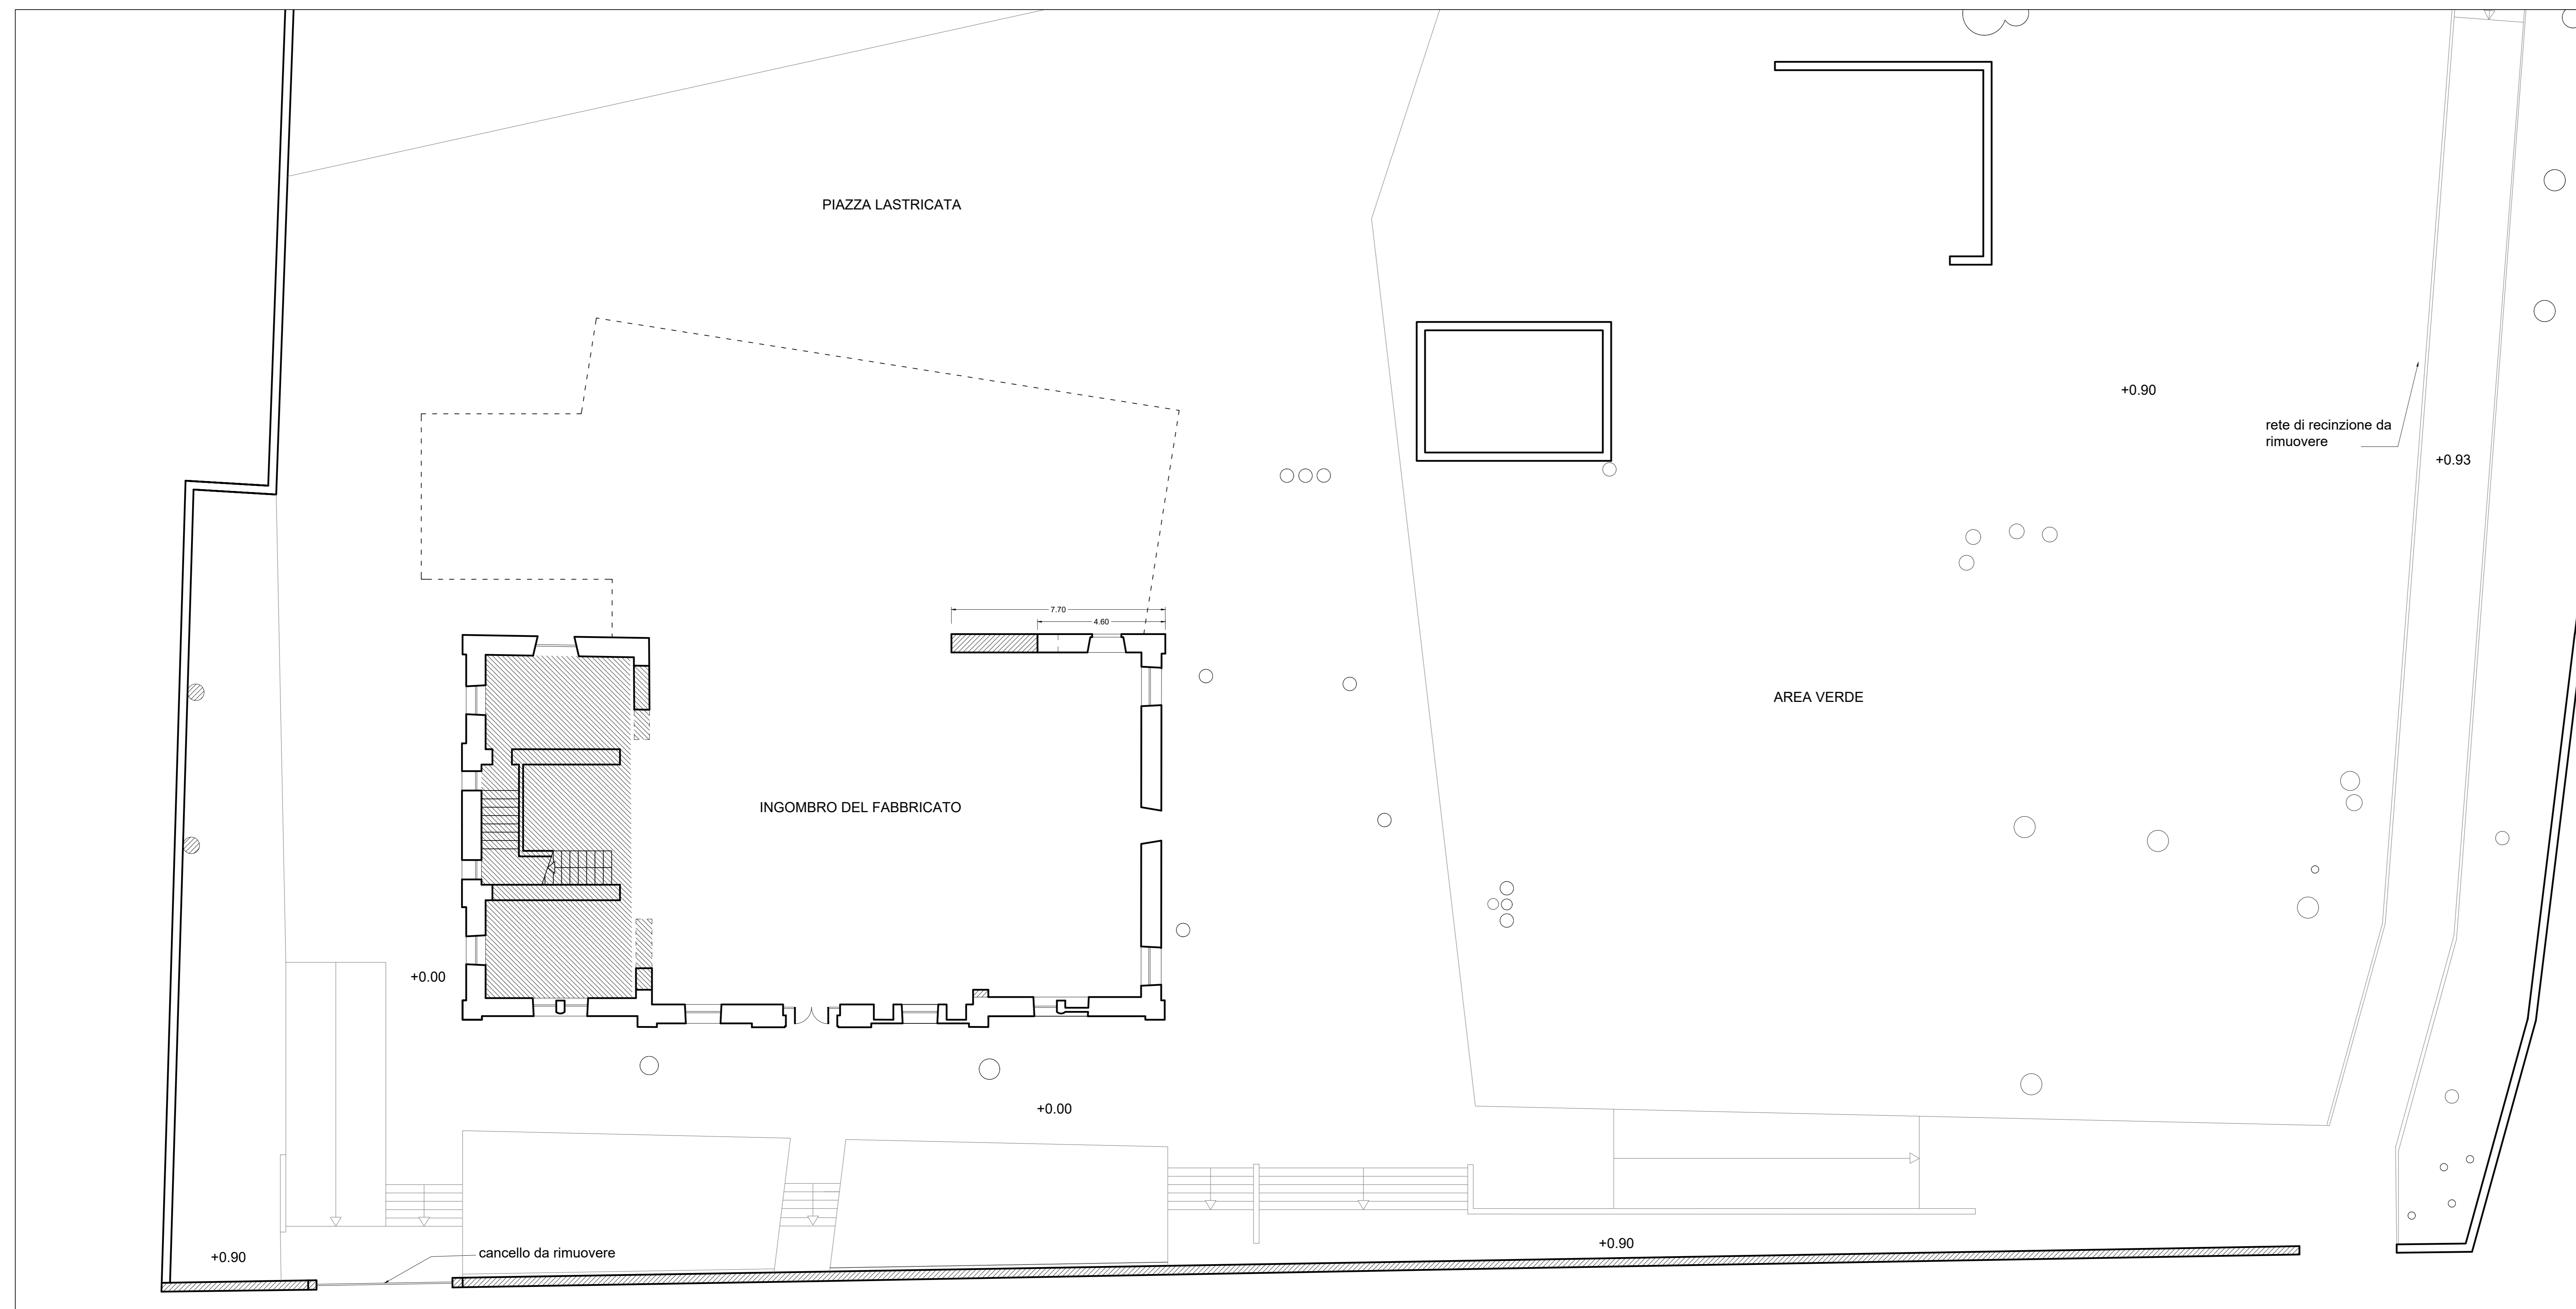 PIAZZA LASTRICATA
+0.90
rete di recinzione da
rimuovere
+0.93
7.70
4.60
AREA VERDE
INGOMBRO DEL FABBRICATO
+0.00
+0.00
+0.90
cancello da rimuovere
+0.90